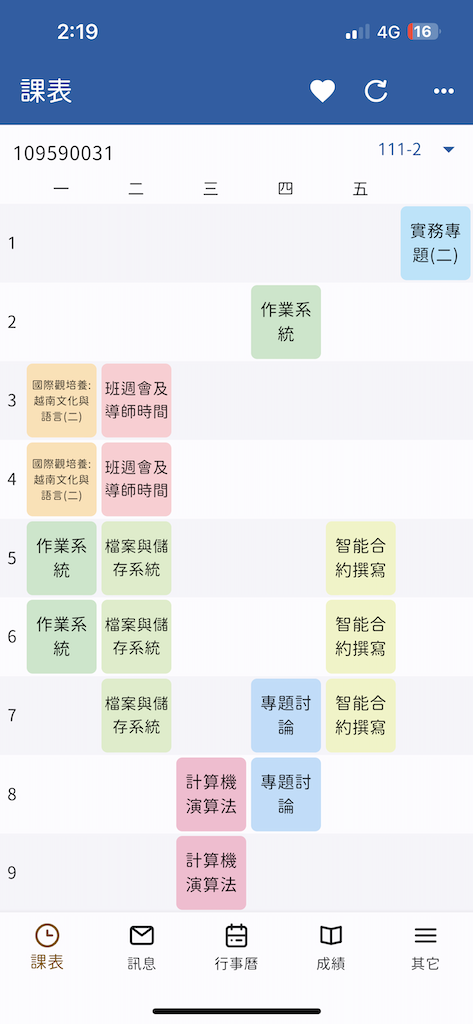 2:19
4G
16
課表
109590031
111-2
一 二 三 四 五
1
實務專
題(二)
2
作業系
統
3
國際觀培養:
越南文化與
語言(二)
班週會及
導師時間
4
國際觀培養:
越南文化與
語言(二)
班週會及
導師時間
5
作業系
統
檔案與儲
存系統
智能合
約撰寫
6
作業系
統
檔案與儲
存系統
智能合
約撰寫
7
檔案與儲
存系統
專題討
論
智能合
約撰寫
8
計算機
演算法
專題討
論
9
計算機
演算法
課表
訊息
行事曆
成績
其它